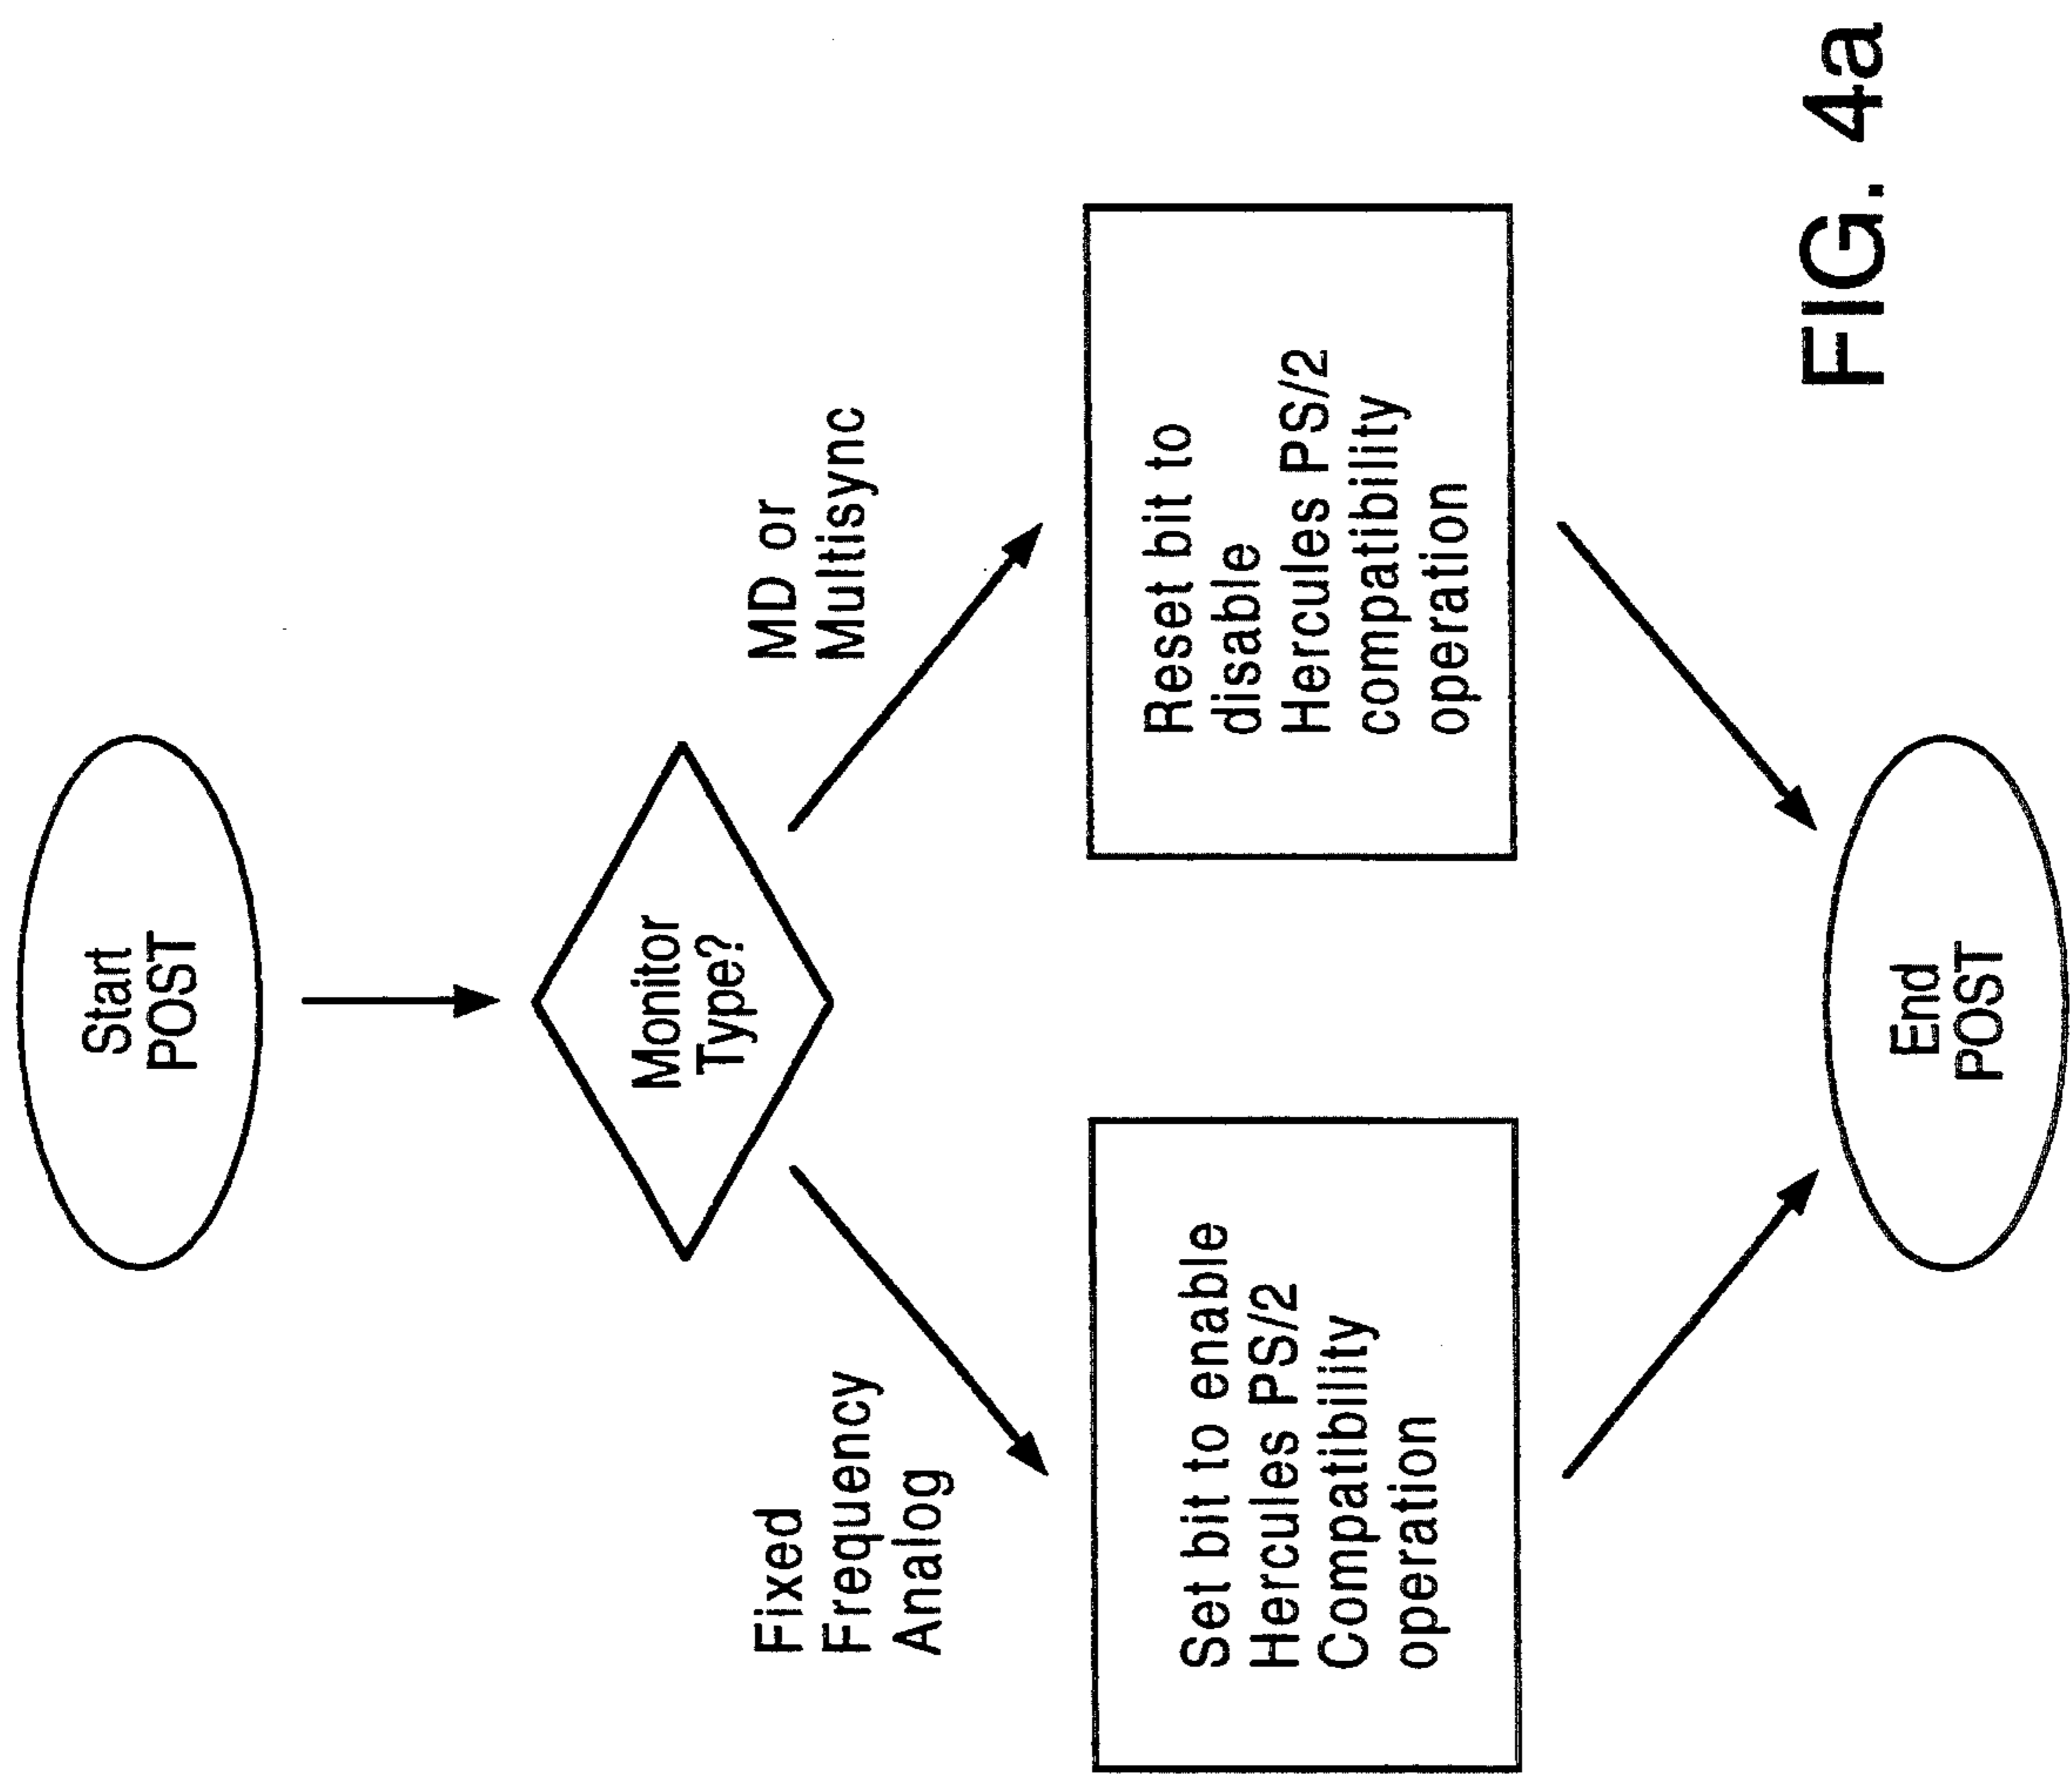 Start
POST
Monitor
Type?
Fixed
Frequency
Analog
MD or
Multisync
Set bit to enable
Hercules PS/2
Compatibility
operation
Reset bit to
disable
Hercules PS/2
compatibility
operation
End
POST
FIG. 4a